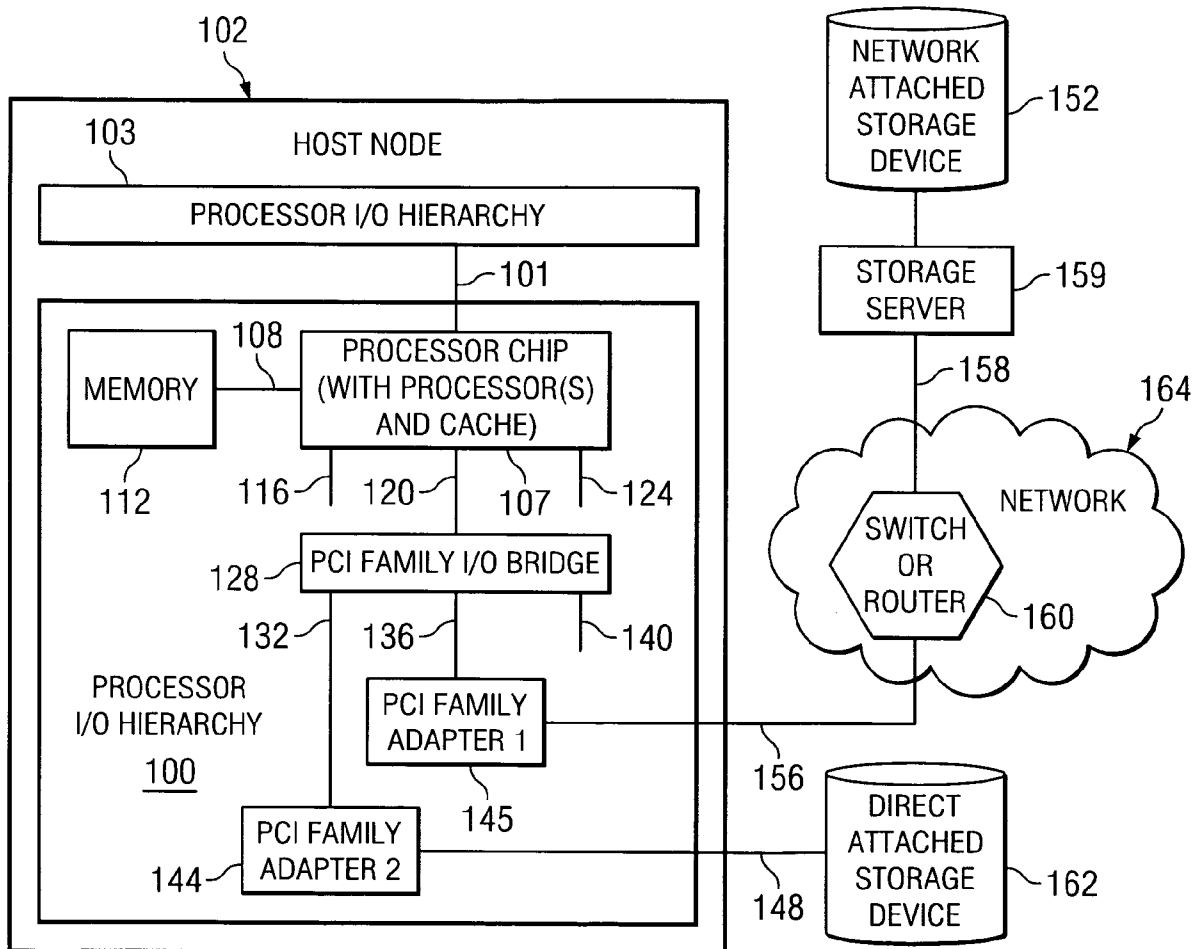 102
NETWORK
ATTACHED
STORAGE
DEVICE
152
103
HOST NODE
PROCESSOR I/O HIERARCHY
101
STORAGE
SERVER
159
MEMORY
108
PROCESSOR CHIP
(WITH PROCESSOR(S)
AND CACHE)
158
164
112
116
120
107
124
NETWORK
SWITCH
OR
ROUTER
160
128
PCI FAMILY I/O BRIDGE
132
136
140
PROCESSOR
I/O HIERARCHY
100
PCI FAMILY
ADAPTER 1
145
156
PCI FAMILY
ADAPTER 2
144
148
DIRECT
ATTACHED
STORAGE
DEVICE
162